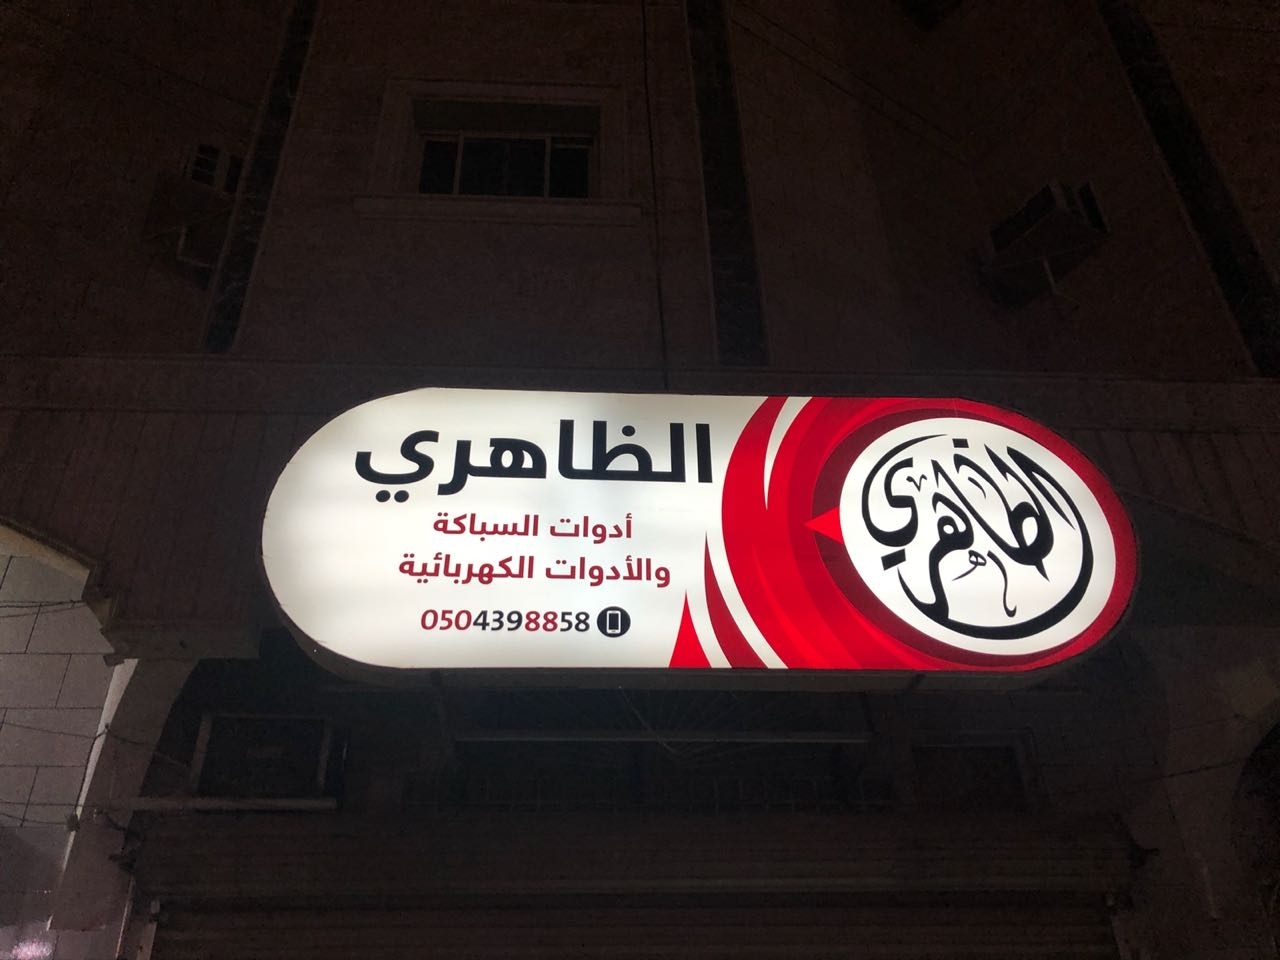 الظاهري
أدوات السباكة
والأدوات الكهربائية
0504398858
الظاهري